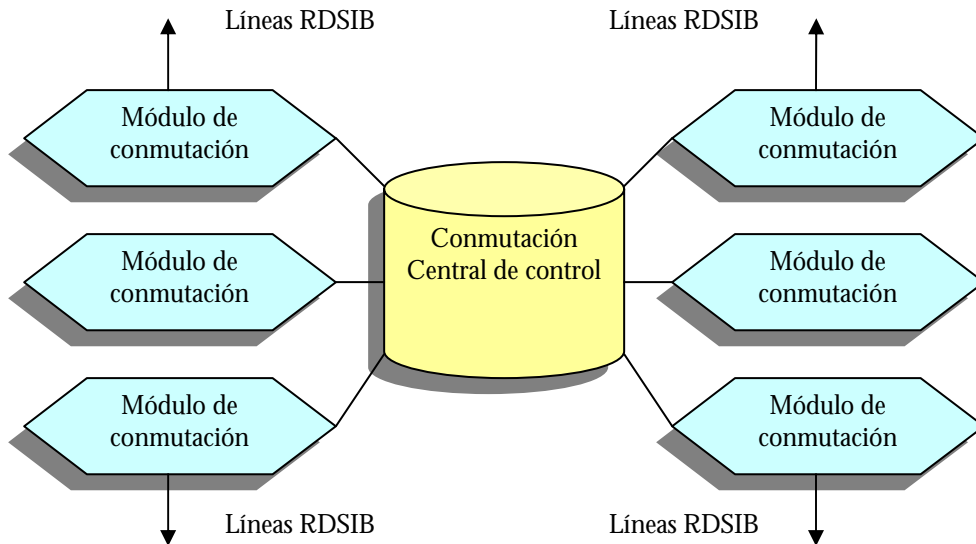 Líneas RDSIB
Líneas RDSIB
Módulo de
conmutación
Módulo de
conmutación
Conmutación
Central de control
Módulo de
conmutación
Módulo de
conmutación
Módulo de
conmutación
Módulo de
conmutación
Líneas RDSIB
Líneas RDSIB